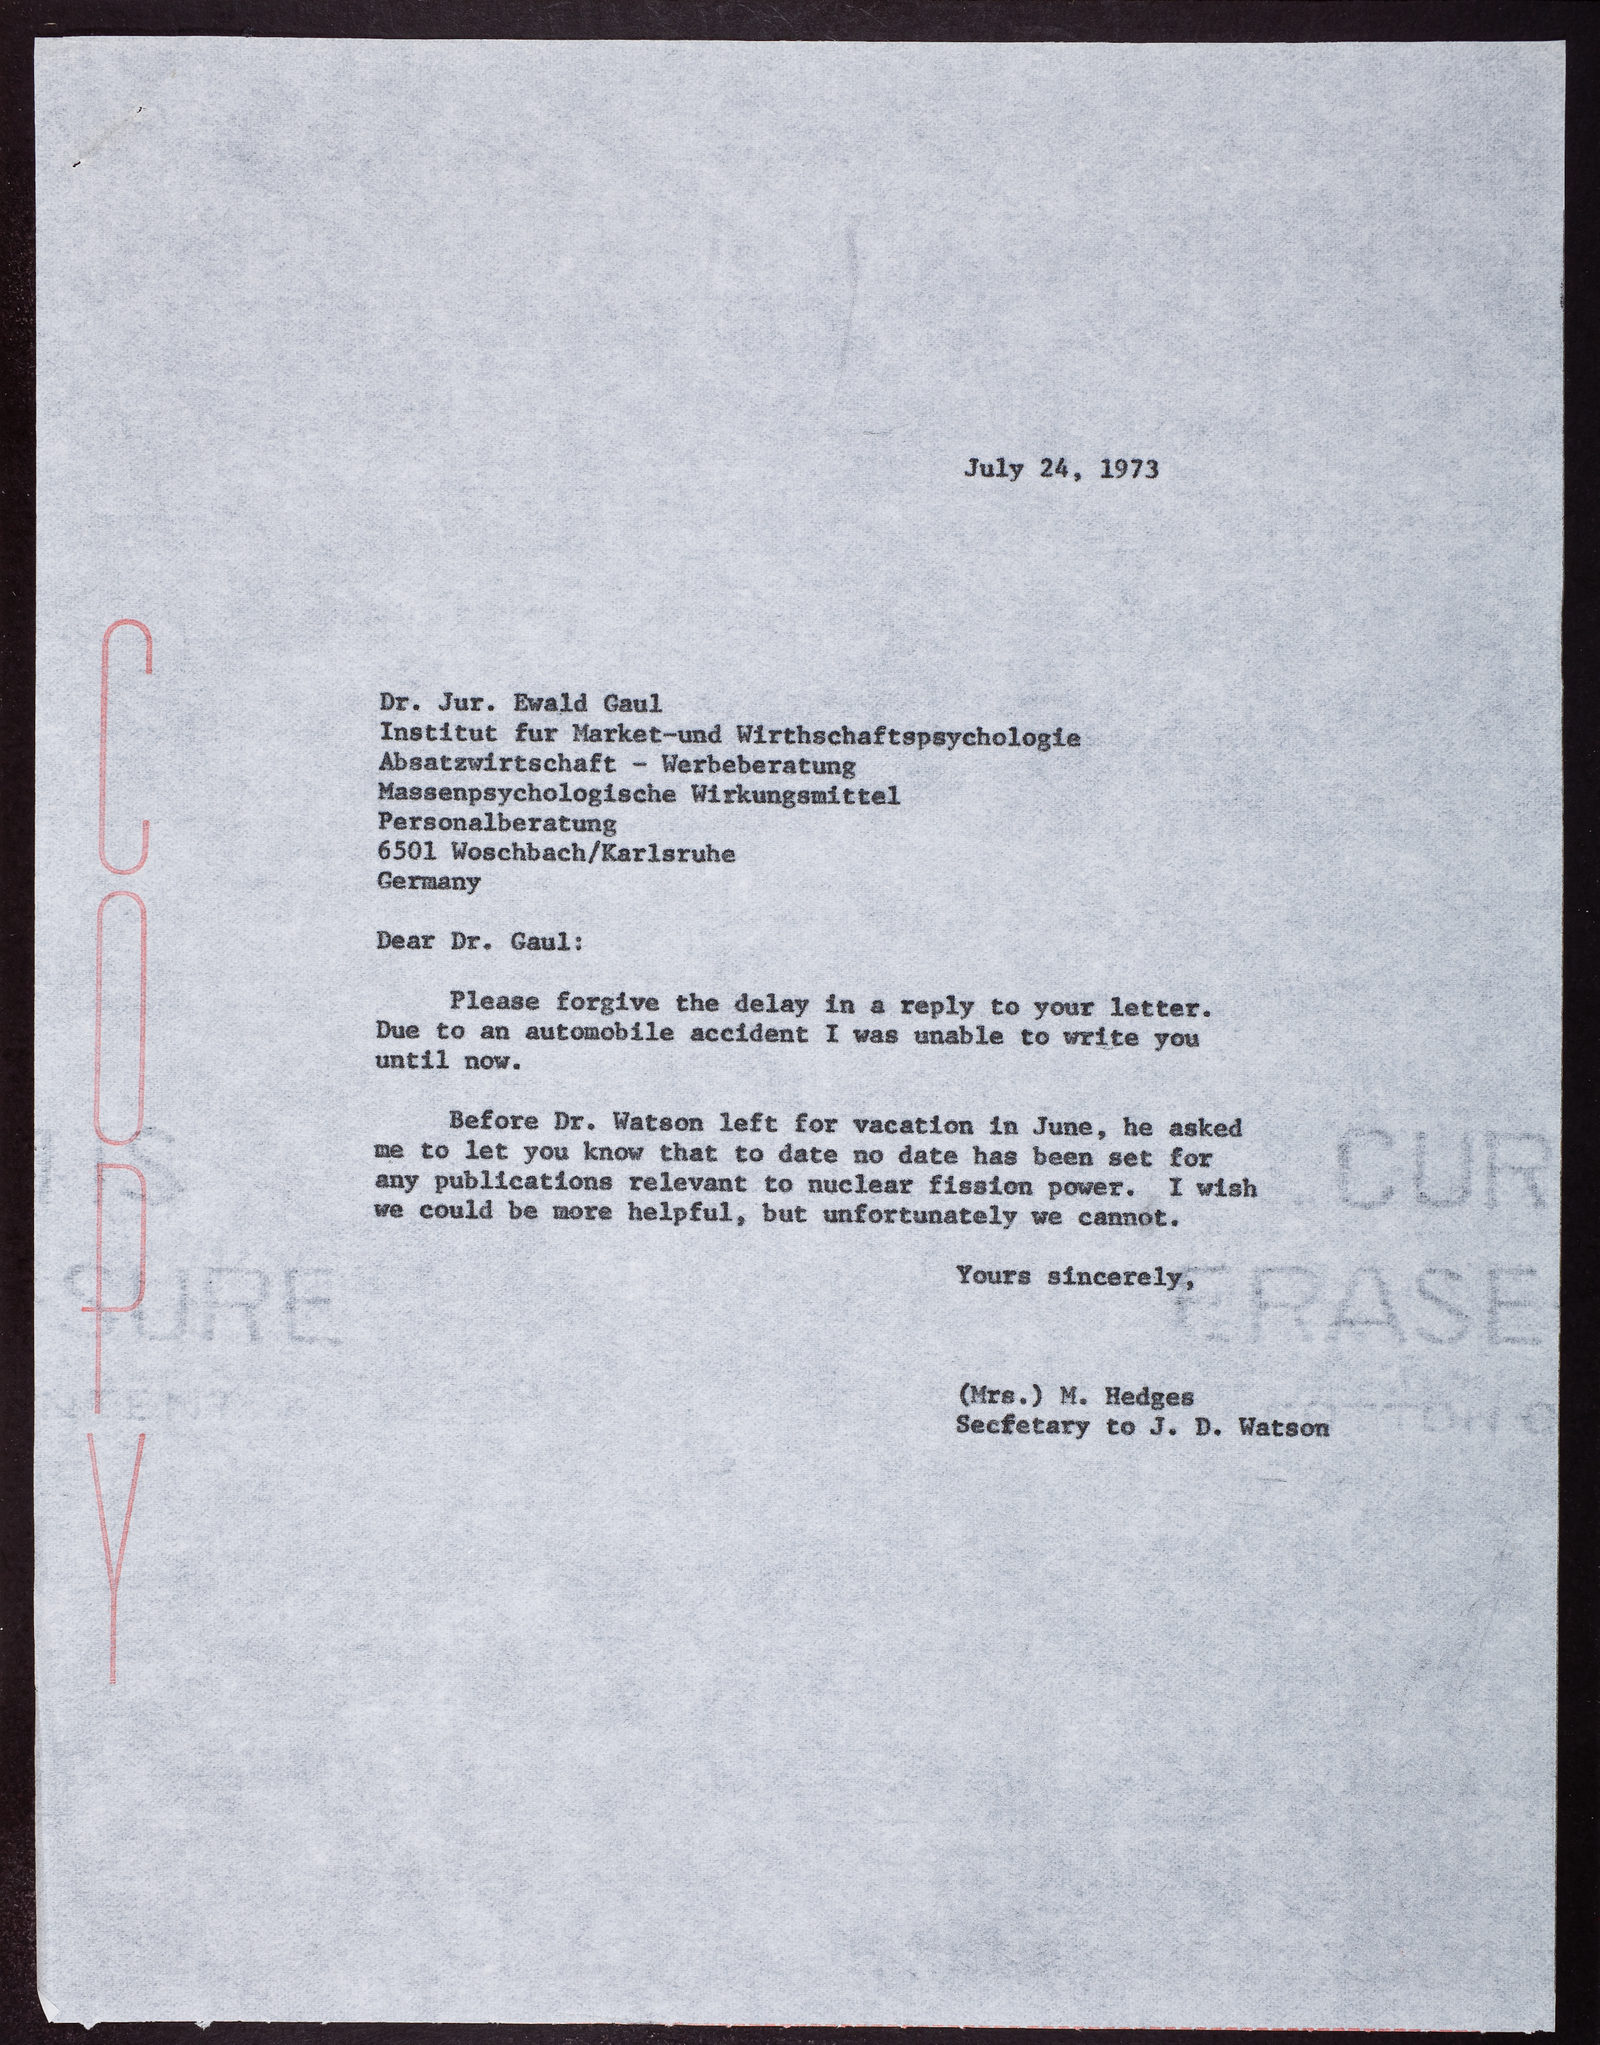 July 24, 1973
Dr. Jur. Ewald Gaul
Institut fur Market-und Wirthschaftspsychologie
Absatzwirtschaft - Werbeberatung
Massenpsychologische Wirkungsmittel
Personalberatung
6501 Woschbach/Karlsruhe
Germany
Dear Dr. Gaul:
Please forgive the delay in a reply to your letter.
Due to an automobile accident I was unable to write you
until now.
Before Dr. Watson left for vacation in June, he asked
me to let you know that to date no date has been set for
any publications relevant to nuclear fission power. I wish
we could be more helpful, but unfortunately we cannot.
Yours sincerely,
(Mrs.) M. Hedges
Secfetary to J. D. Watson
COPY
CUR
SURE
ERASE